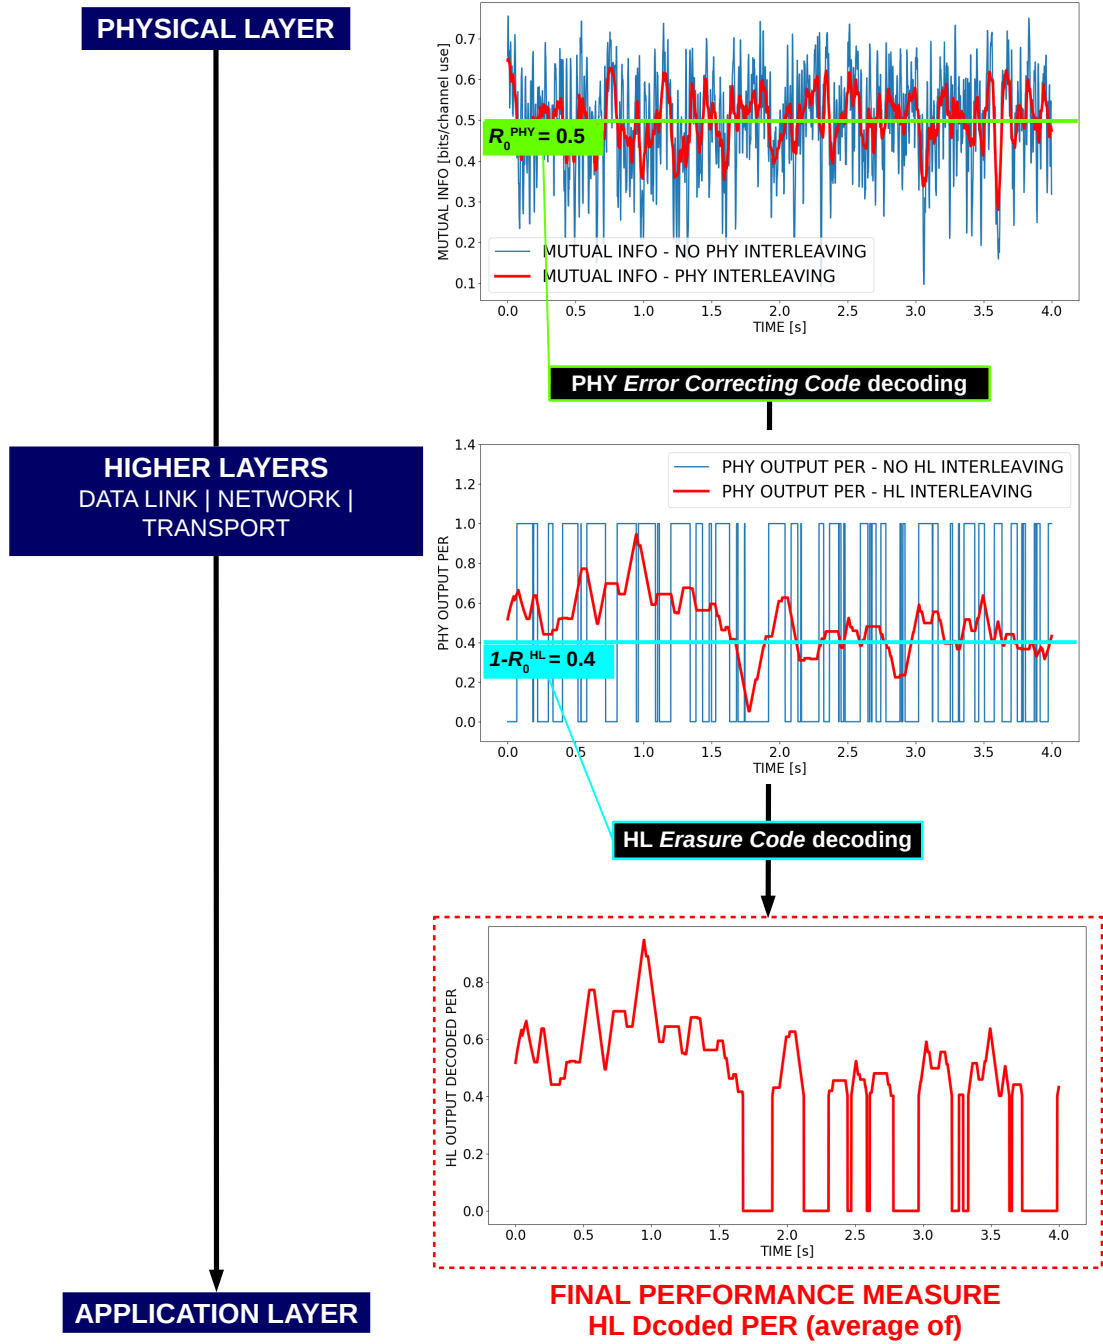 PHYSICAL LAYER
MUTUAL INFO [bits/channel use]
0.7
0.6
0.5
0.4
0.3
0.2
0.1
R₀ᴾᴴʸ = 0.5
MUTUAL INFO - NO PHY INTERLEAVING
MUTUAL INFO - PHY INTERLEAVING
0.0 0.5 1.0 1.5 2.0 2.5 3.0 3.5 4.0
TIME [s]
PHY Error Correcting Code decoding
HIGHER LAYERS
DATA LINK | NETWORK |
TRANSPORT
PHY OUTPUT PER
1.4
1.2
1.0
0.8
0.6
0.4
0.2
0.0
PHY OUTPUT PER - NO HL INTERLEAVING
PHY OUTPUT PER - HL INTERLEAVING
1-R₀ᴴᴸ = 0.4
0.0 0.5 1.0 1.5 2.0 2.5 3.0 3.5 4.0
TIME [s]
HL Erasure Code decoding
HL OUTPUT DECODED PER
0.8
0.6
0.4
0.2
0.0
0.0 0.5 1.0 1.5 2.0 2.5 3.0 3.5 4.0
TIME [s]
APPLICATION LAYER
FINAL PERFORMANCE MEASURE
HL Dcoded PER (average of)